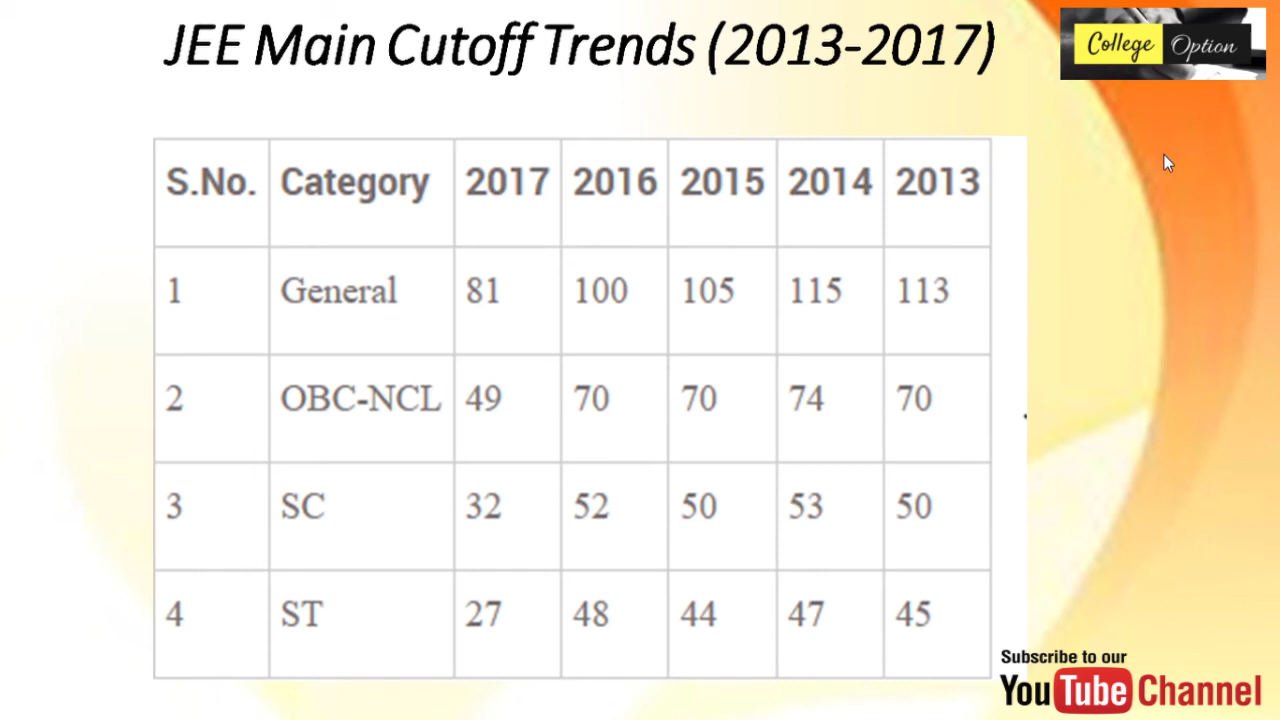 JEE Main Cutoff Trends (2013-2017)
College Option
S.No. Category 2017 2016 2015 2014 2013
1 General 81 100 105 115 113
2 OBC-NCL 49 70 70 74 70
3 SC 32 52 50 53 50
4 ST 27 48 44 47 45
Subscribe to our
YouTube Channel